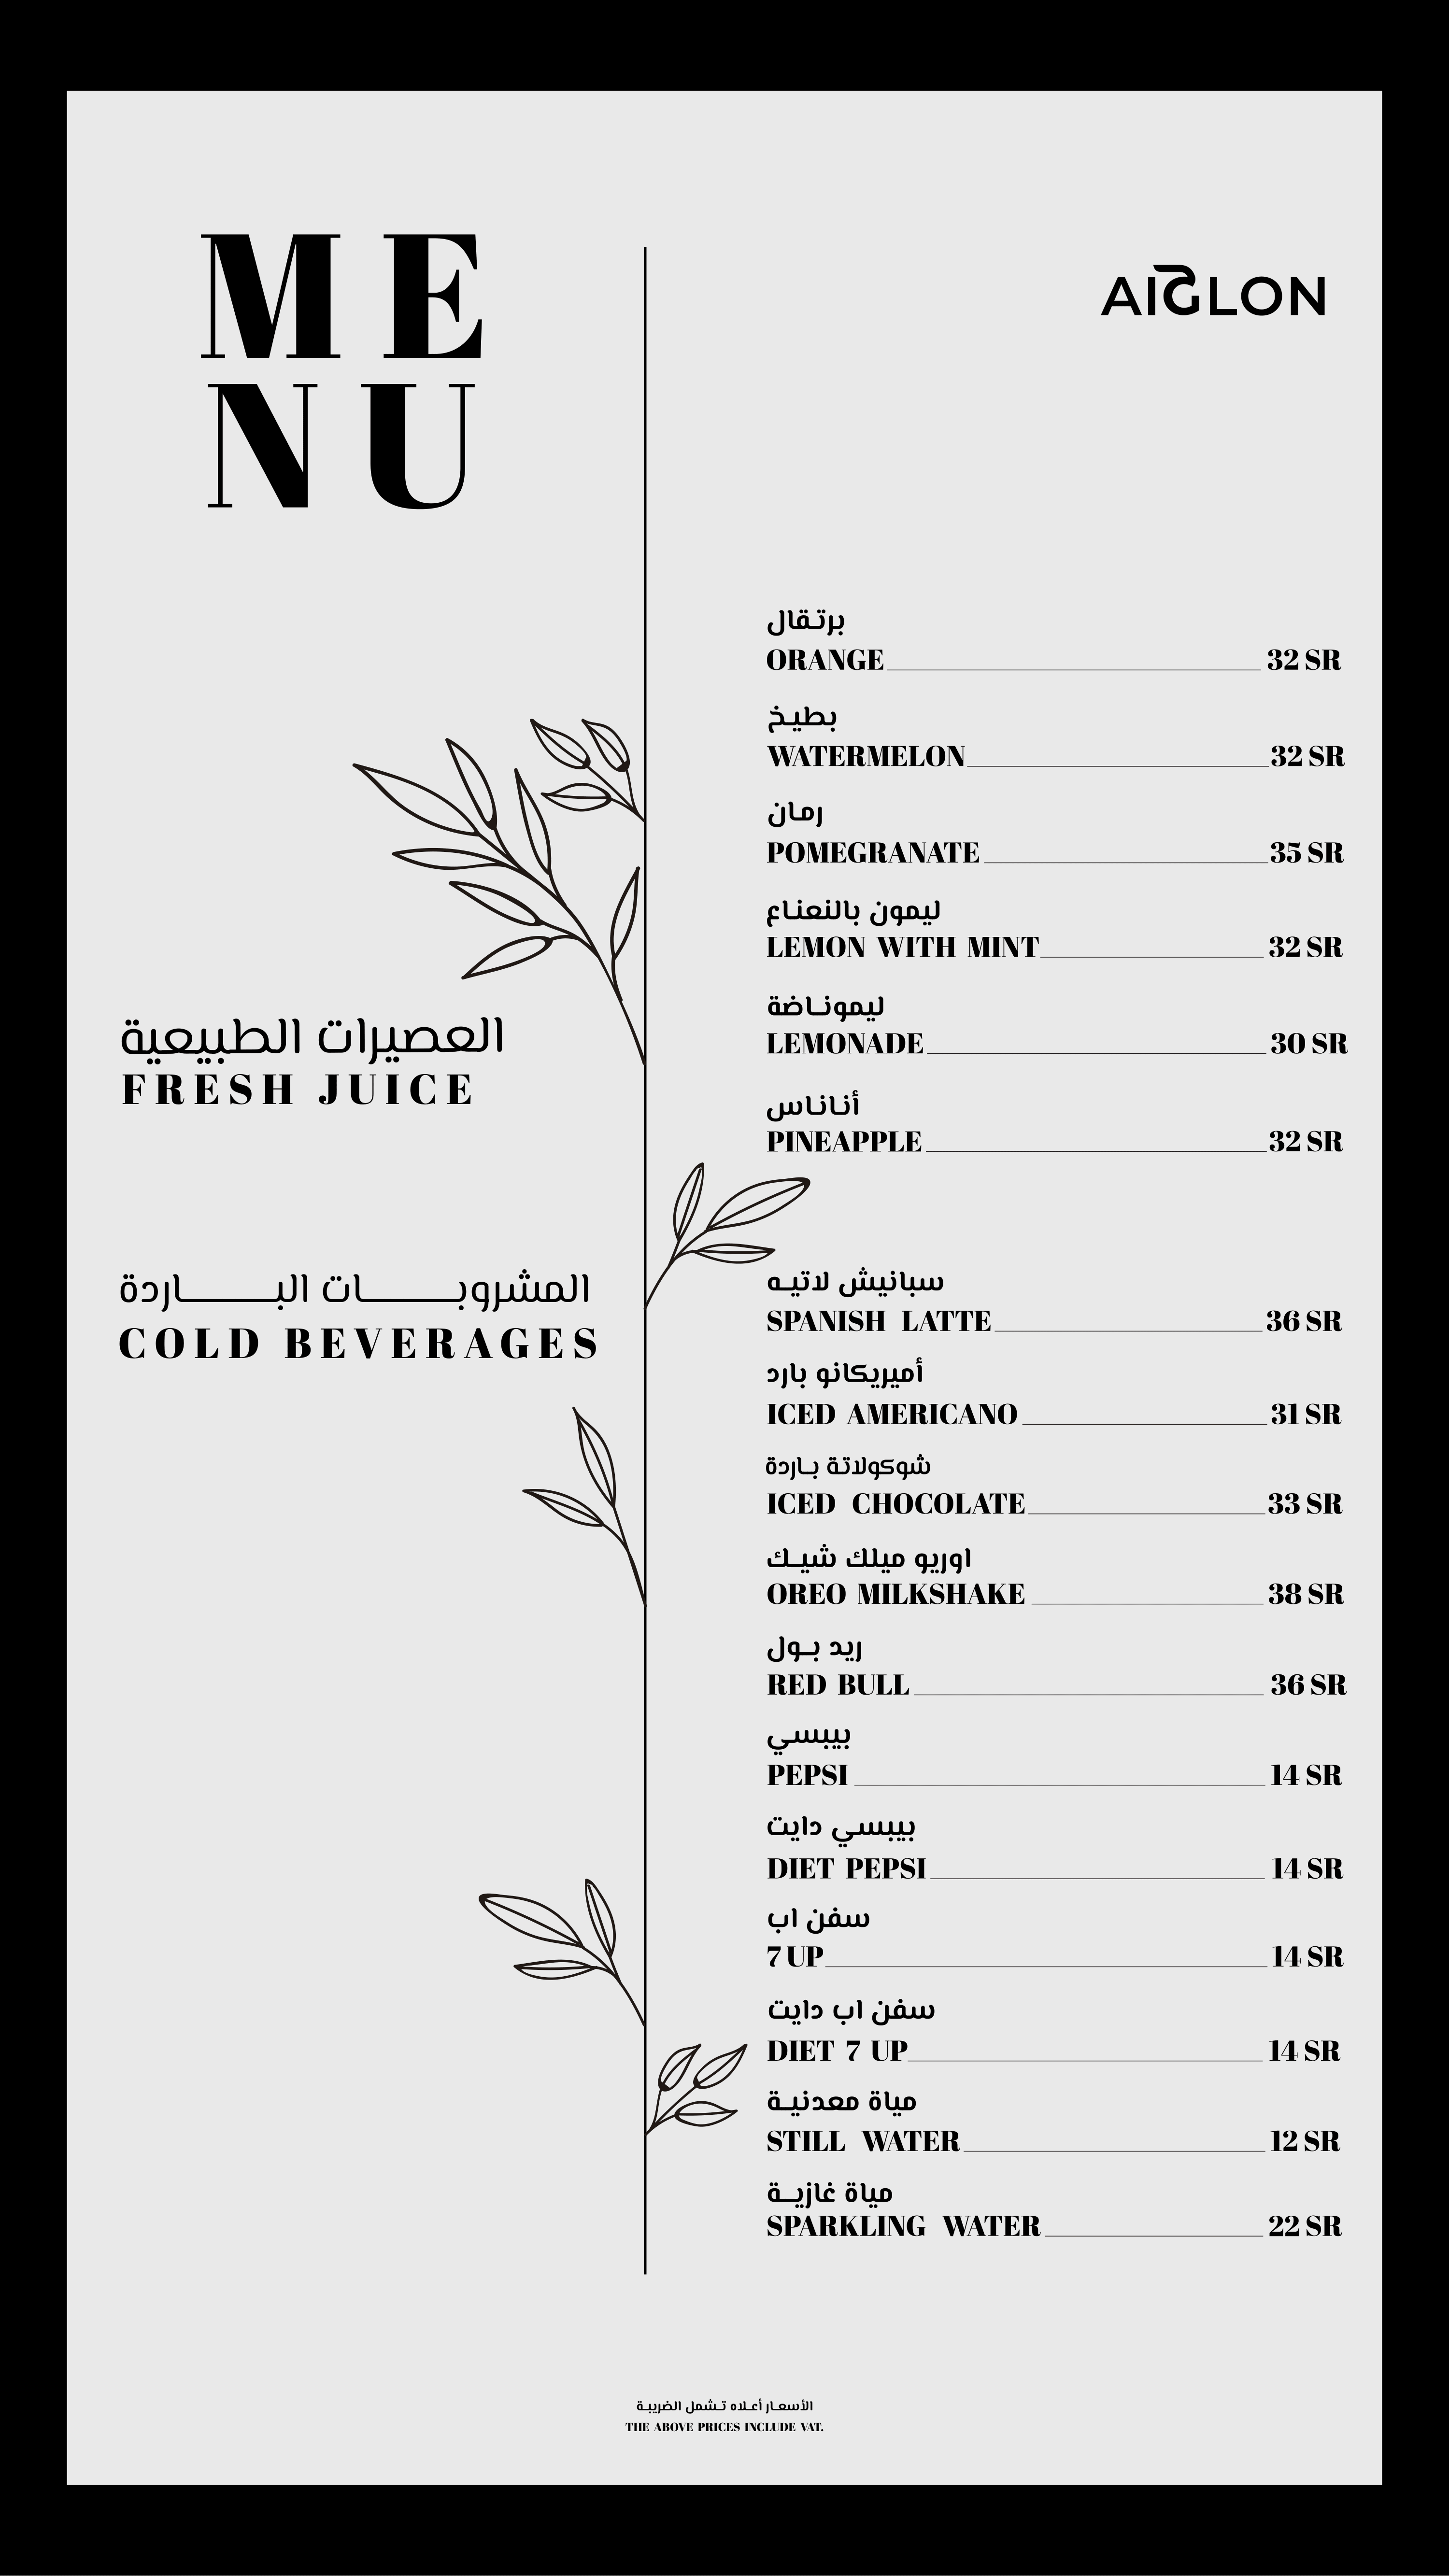 ME
NU
AIGLON
العصيرات الطبيعية
FRESH JUICE
برتقال
ORANGE 32 SR
بطيخ
WATERMELON 32 SR
رمان
POMEGRANATE 35 SR
ليمون بالنعناع
LEMON WITH MINT 32 SR
ليموناضة
LEMONADE 30 SR
أناناس
PINEAPPLE 32 SR
المشروبات الباردة
COLD BEVERAGES
سبانيش لاتيه
SPANISH LATTE 36 SR
أميريكانو بارد
ICED AMERICANO 31 SR
شوكولاتة باردة
ICED CHOCOLATE 33 SR
اوريو ميلك شيك
OREO MILKSHAKE 38 SR
ريد بول
RED BULL 36 SR
بيبسي
PEPSI 14 SR
بيبسي دايت
DIET PEPSI 14 SR
سفن اب
7 UP 14 SR
سفن اب دايت
DIET 7 UP 14 SR
مياة معدنية
STILL WATER 12 SR
مياة غازية
SPARKLING WATER 22 SR
الأسعار أعلاه تشمل الضريبة
THE ABOVE PRICES INCLUDE VAT.